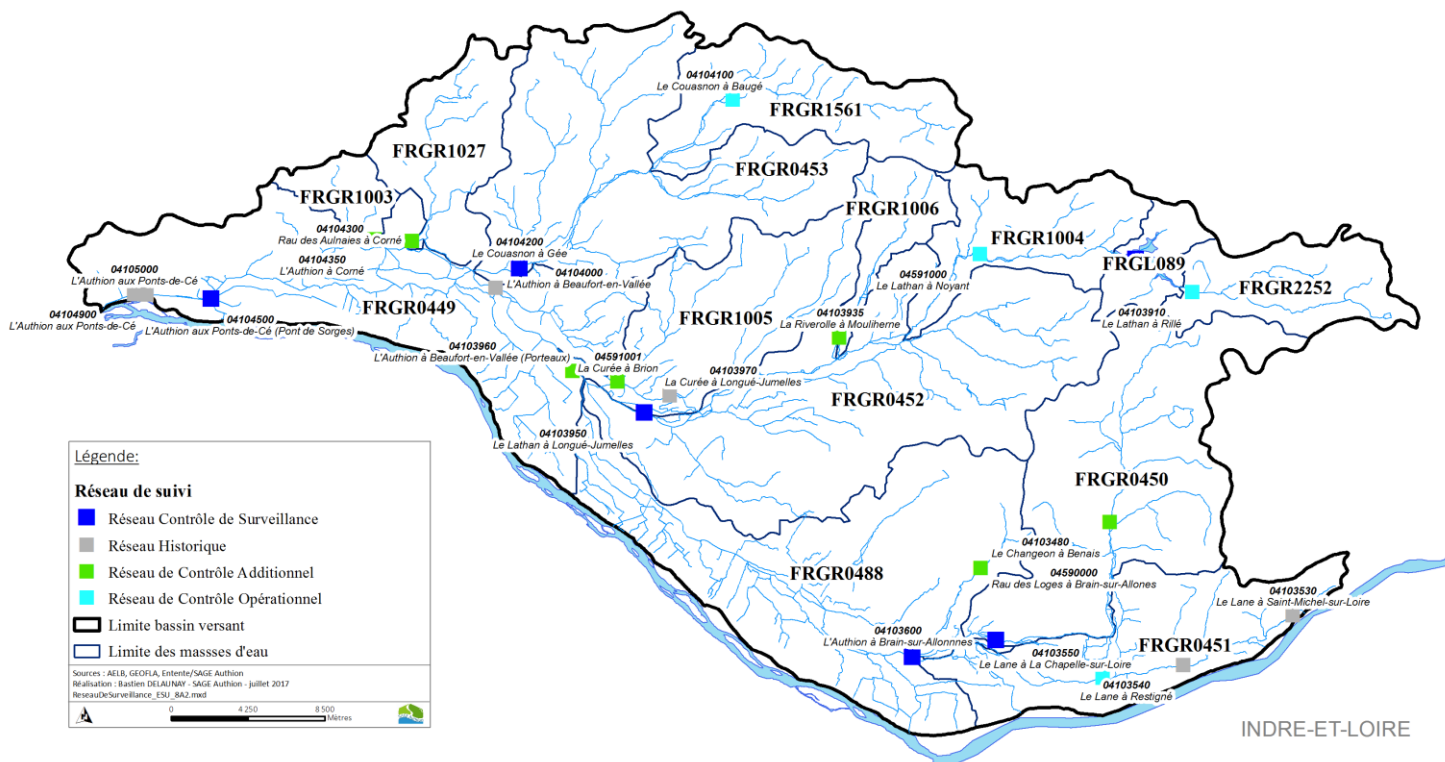 04104100
Le Couasnon à Baugé
FRGR1561
FRGR1027
FRGR0453
FRGR1003
FRGR1006
04104300
Rau des Aulnaies à Corné
04104200
Le Couasnon à Gée
FRGR1004
04104350
L'Authion à Corné
04104000
L'Authion à Beaufort-en-Vallée
04591000
Le Lathan à Noyant
FRGL089
04105000
L'Authion aux Ponts-de-Cé
FRGR2252
FRGR0449
04103935
La Riverolle à Mouliherne
04103910
Le Lathan à Rillé
04104900
L'Authion aux Ponts-de-Cé
04104500
L'Authion aux Ponts-de-Cé (Pont de Sorges)
FRGR1005
04103960
L'Authion à Beaufort-en-Vallée (Porteaux)
04591001
La Curée à Brion
04103970
La Curée à Longué-Jumelles
FRGR0452
04103950
Le Lathan à Longué-Jumelles
FRGR0450
04103480
Le Changeon à Benais
FRGR0488
04590000
Rau des Loges à Brain-sur-Allones
04103530
Le Lane à Saint-Michel-sur-Loire
04103600
L'Authion à Brain-sur-Allonnnes
FRGR0451
04103550
Le Lane à La Chapelle-sur-Loire
04103540
Le Lane à Restigné
INDRE-ET-LOIRE
Légende:
Réseau de suivi
Réseau Contrôle de Surveillance
Réseau Historique
Réseau de Contrôle Additionnel
Réseau de Contrôle Opérationnel
Limite bassin versant
Limite des massses d'eau
Sources : AELB, GEOFLA, Entente/SAGE Authion
Réalisation : Bastien DELAUNAY - SAGE Authion - juillet 2017
ReseauDeSurveillance_ESU_8A2.mxd
0 4 250 8 500
Mètres